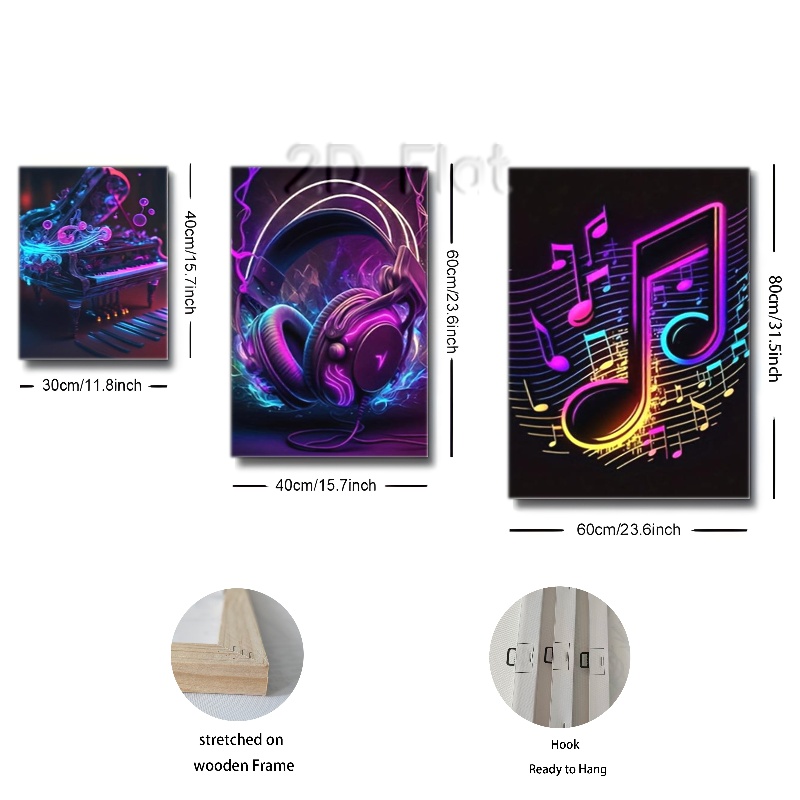 2D Flat
40cm/15.7inch
30cm/11.8inch
60cm/23.6inch
40cm/15.7inch
80cm/31.5inch
60cm/23.6inch
stretched on
wooden Frame
Hook
Ready to Hang